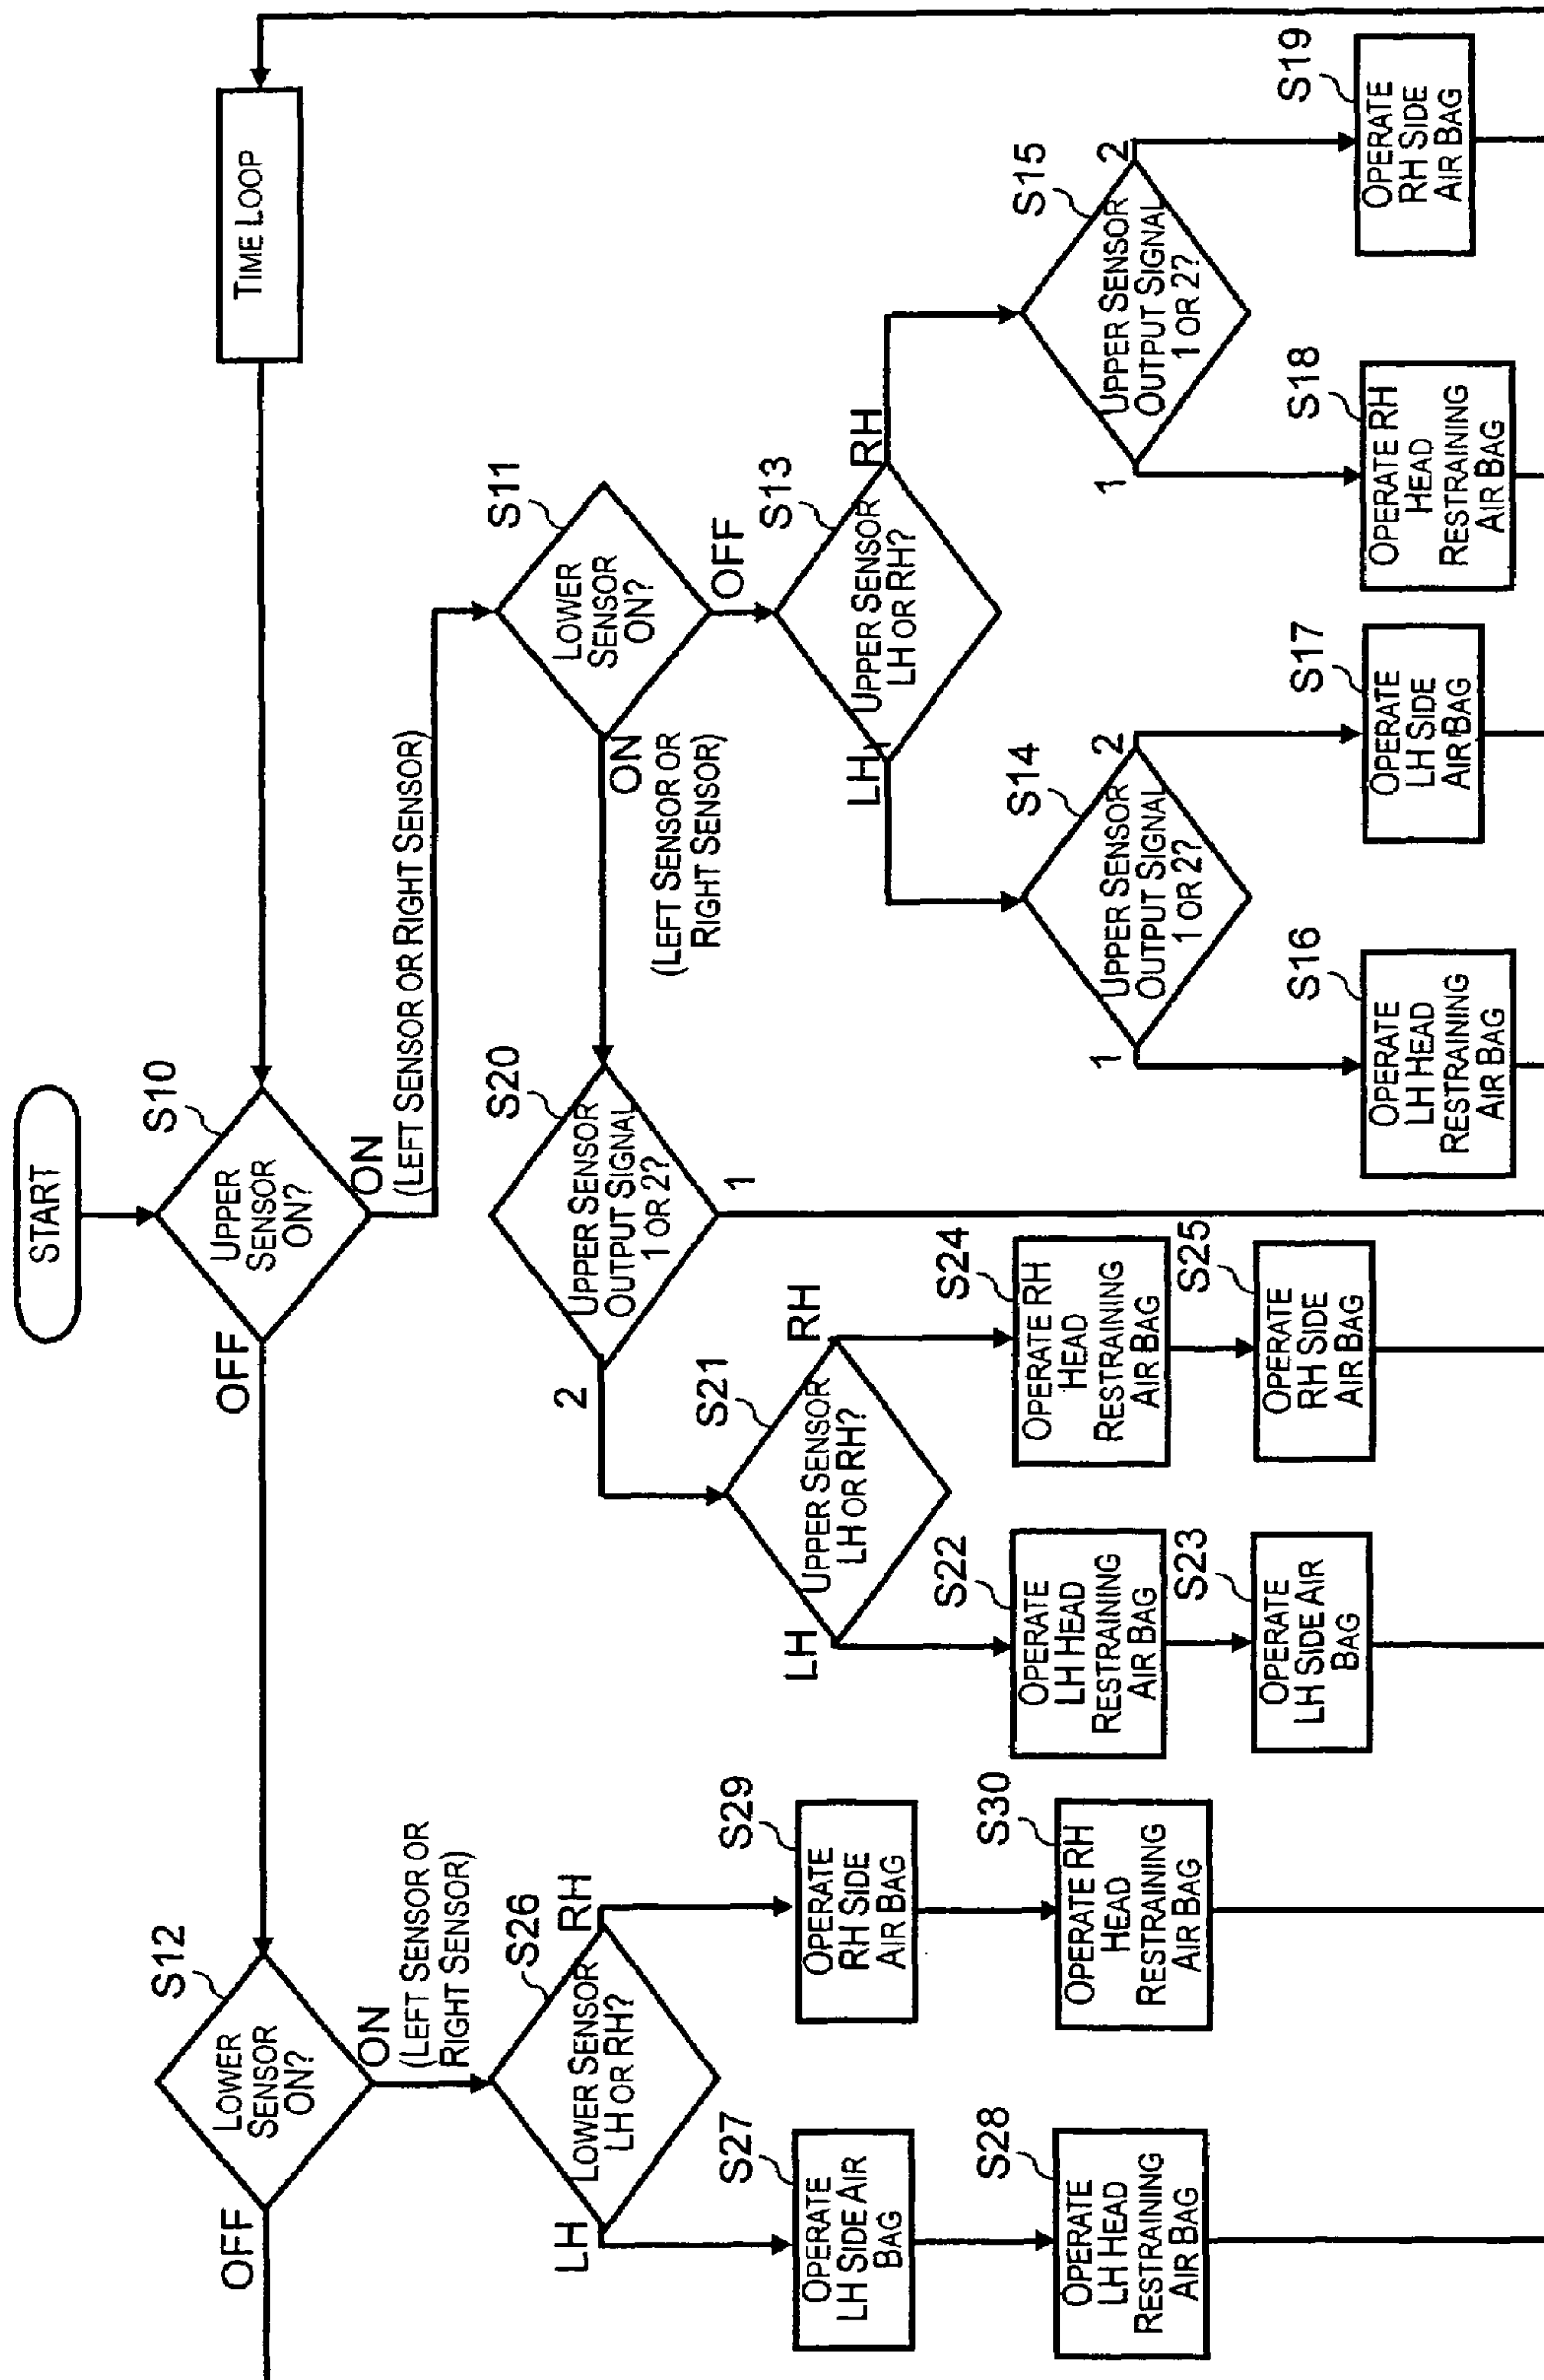 START
TIME LOOP
S10
UPPER
SENSOR
ON?
OFF
ON
(LEFT SENSOR OR RIGHT SENSOR)
S12
LOWER
SENSOR
ON?
OFF
ON
(LEFT SENSOR OR
RIGHT SENSOR)
S11
LOWER
SENSOR
ON?
ON
(LEFT SENSOR OR
RIGHT SENSOR)
OFF
S26
LOWER SENSOR
LH OR RH?
LH
RH
S20
UPPER SENSOR
OUTPUT SIGNAL
1 OR 2?
2
1
S13
UPPER SENSOR
LH OR RH?
LH
RH
S27
OPERATE
LH SIDE AIR
BAG
S29
OPERATE
RH SIDE
AIR BAG
S21
UPPER SENSOR
LH OR RH?
LH
RH
S14
UPPER SENSOR
OUTPUT SIGNAL
1 OR 2?
1
2
S15
UPPER SENSOR
OUTPUT SIGNAL
1 OR 2?
1
2
S28
OPERATE
LH HEAD
RESTRAINING
AIR BAG
S30
OPERATE RH
HEAD
RESTRAINING
AIR BAG
S22
OPERATE
LH HEAD
RESTRAINING
AIR BAG
S24
OPERATE RH
HEAD
RESTRAINING
AIR BAG
S23
OPERATE
LH SIDE AIR
BAG
S25
OPERATE
RH SIDE
AIR BAG
S16
OPERATE
LH HEAD
RESTRAINING
AIR BAG
S17
OPERATE
LH SIDE
AIR BAG
S18
OPERATE RH
HEAD
RESTRAINING
AIR BAG
S19
OPERATE
RH SIDE
AIR BAG